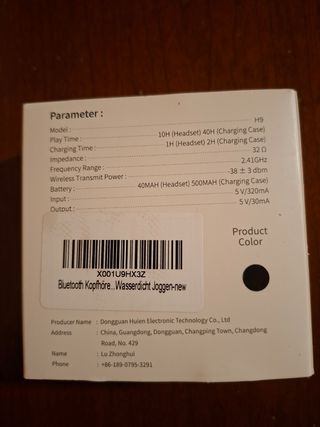 Parameter :
Model : H9
Play Time : 10H (Headset) 40H (Charging Case)
Charging Time : 1H (Headset) 2H (Charging Case)
Impedance : 32 Ω
Frequency Range : 2.41GHz
Wireless Transmit Power : -38 ± 3 dbm
Battery : 40MAH (Headset) 500MAH (Charging Case)
Input : 5 V/320mA
Output : 5 V/30mA
Product
Color
X001U9HX3Z
Bluetooth Kopfhöre...Wasserdicht Joggen-new
Producer Name : Dongguan Huien Electronic Technology Co., Ltd
Address : China, Guangdong, Dongguan, Changping Town, Changdong
Road, No. 429
Name : Lu Zhonghui
Phone : +86-189-0795-3291